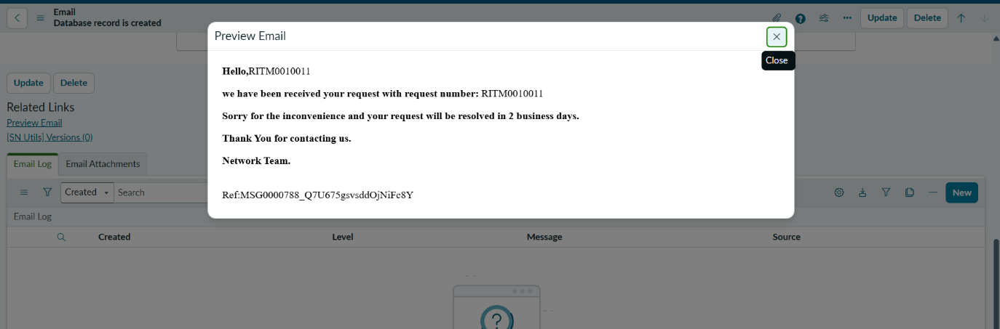 Email
Database record is created
Update
Delete
Preview Email
Close
Hello,RITM0010011
we have been received your request with request number: RITM0010011
Sorry for the inconvenience and your request will be resolved in 2 business days.
Thank You for contacting us.
Network Team.
Ref:MSG0000788_Q7U675gsvsddOjNiFc8Y
Update
Delete
Related Links
Preview Email
[SN Utils] Versions (0)
Email Log
Email Attachments
Created
Search
New
Email Log
Created
Level
Message
Source